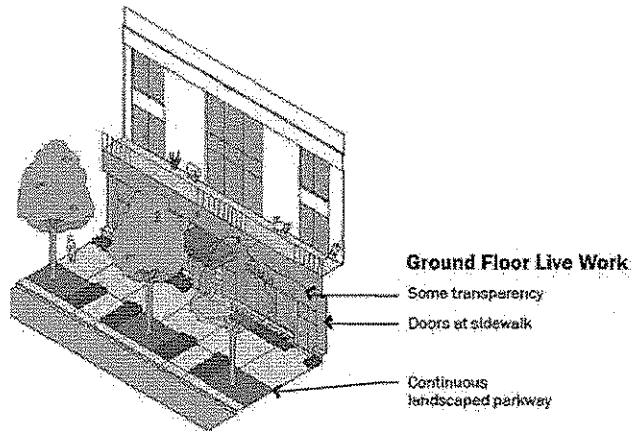 Ground Floor Live Work
Some transparency
Doors at sidewalk
Continuous
landscaped parkway